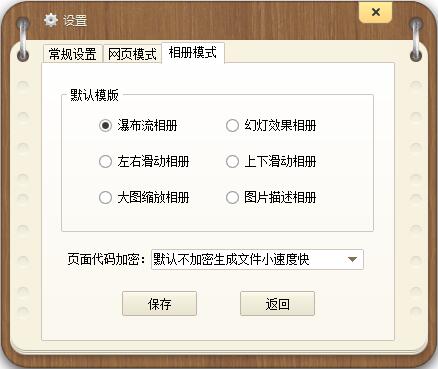 设置
常规设置 网页模式 相册模式
默认模版
瀑布流相册 幻灯效果相册
左右滑动相册 上下滑动相册
大图缩放相册 图片描述相册
页面代码加密： 默认不加密生成文件小速度快
保存 返回